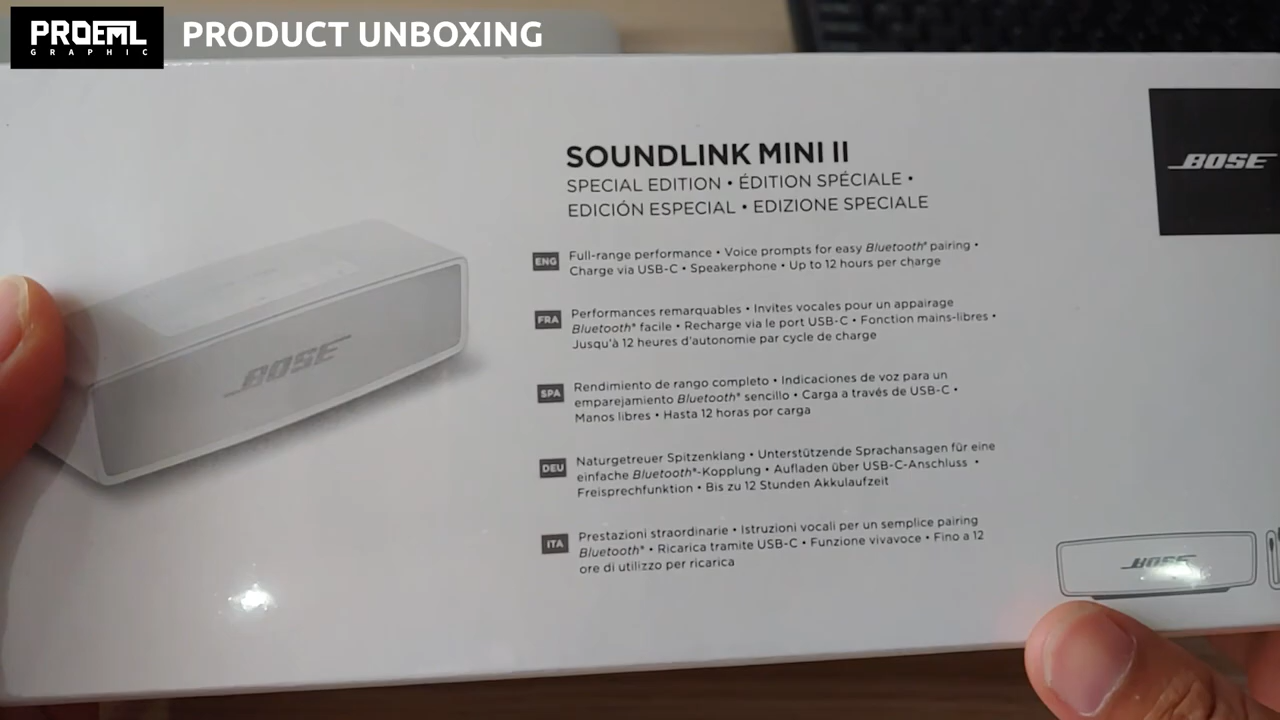 PROEML
GRAPHIC
PRODUCT UNBOXING
SOUNDLINK MINI II
SPECIAL EDITION • ÉDITION SPÉCIALE •
EDICIÓN ESPECIAL • EDIZIONE SPECIALE
BOSE
ENG
Full-range performance • Voice prompts for easy Bluetooth® pairing •
Charge via USB-C • Speakerphone • Up to 12 hours per charge
FRA
Performances remarquables • Invites vocales pour un appairage
Bluetooth® facile • Recharge via le port USB-C • Fonction mains-libres •
Jusqu'à 12 heures d'autonomie par cycle de charge
BOSE
SPA
Rendimiento de rango completo • Indicaciones de voz para un
emparejamiento Bluetooth® sencillo • Carga a través de USB-C •
Manos libres • Hasta 12 horas por carga
DEU
Naturgetreuer Spitzenklang • Unterstützende Sprachansagen für eine
einfache Bluetooth®-Kopplung • Aufladen über USB-C-Anschluss •
Freisprechfunktion • Bis zu 12 Stunden Akkulaufzeit
ITA
Prestazioni straordinarie • Istruzioni vocali per un semplice pairing
Bluetooth® • Ricarica tramite USB-C • Funzione vivavoce • Fino a 12
ore di utilizzo per ricarica
BOSE